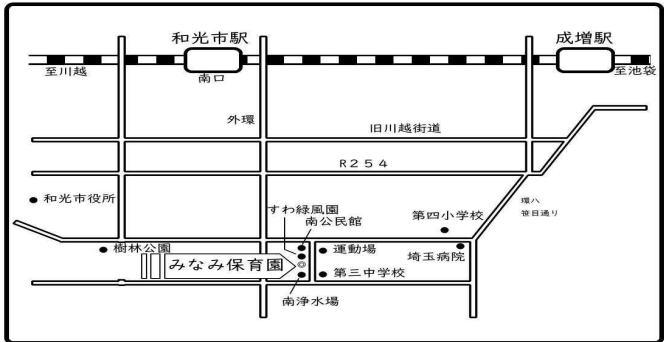 和光市駅
成増駅
至川越
南口
至池袋
外環
旧川越街道
R254
和光市役所
環八
笹目通り
すわ緑風園
南公民館
第四小学校
樹林公園
運動場
埼玉病院
みなみ保育園
第三中学校
南浄水場